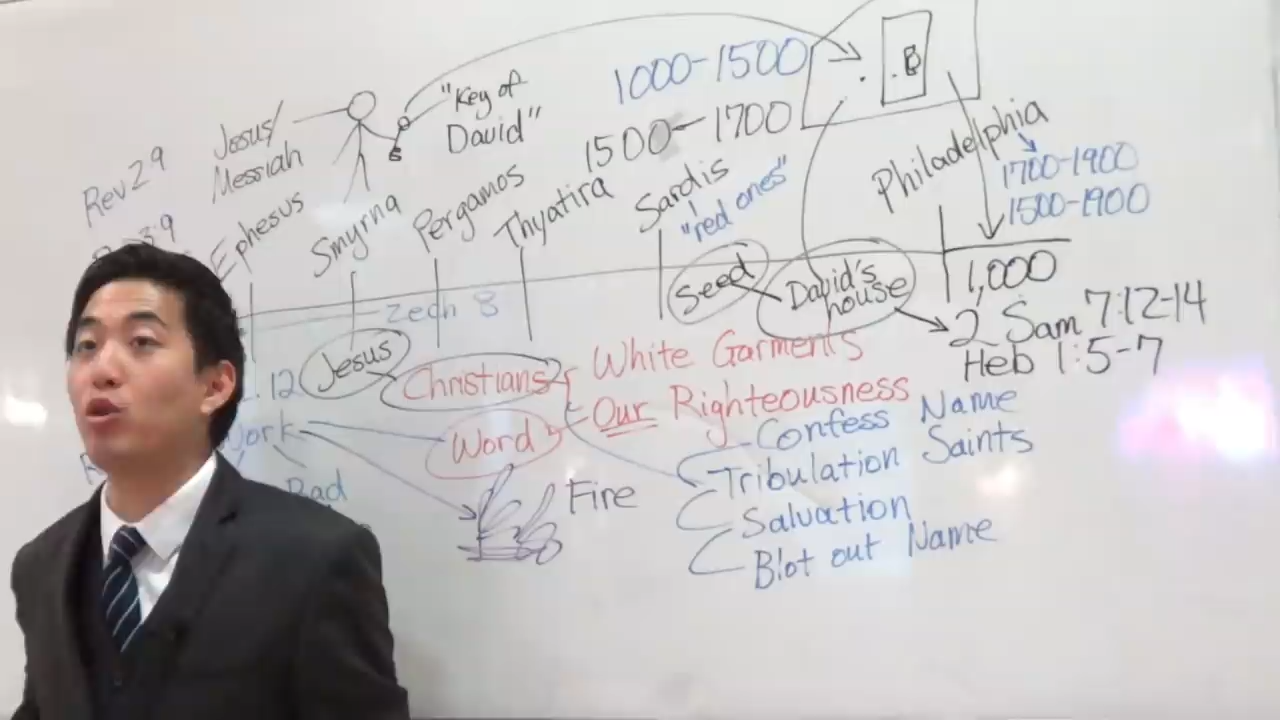 "Key of
David"
1000-1500
1500-1700
B
Jesus/
Messiah
Rev 2 9
3:9
Ephesus
Smyrna
Pergamos
Thyatira
Sardis
"red ones"
Philadelphia
1700-1900
1500-1900
Zech 8
Seed
David's
house
1,000
2 Sam 7:12-14
Heb 1:5-7
12
Jesus
Christians
White Garments
Word
Our Righteousness
Confess Name
Tribulation Saints
Salvation
Blot out Name
Work
Bad
Fire